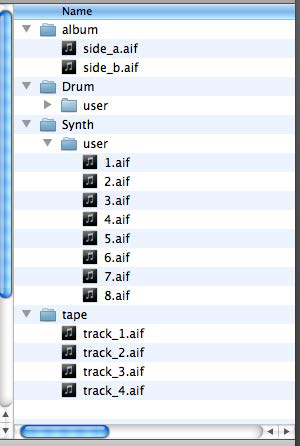 Name
album
side_a.aif
side_b.aif
Drum
user
Synth
user
1.aif
2.aif
3.aif
4.aif
5.aif
6.aif
7.aif
8.aif
tape
track_1.aif
track_2.aif
track_3.aif
track_4.aif